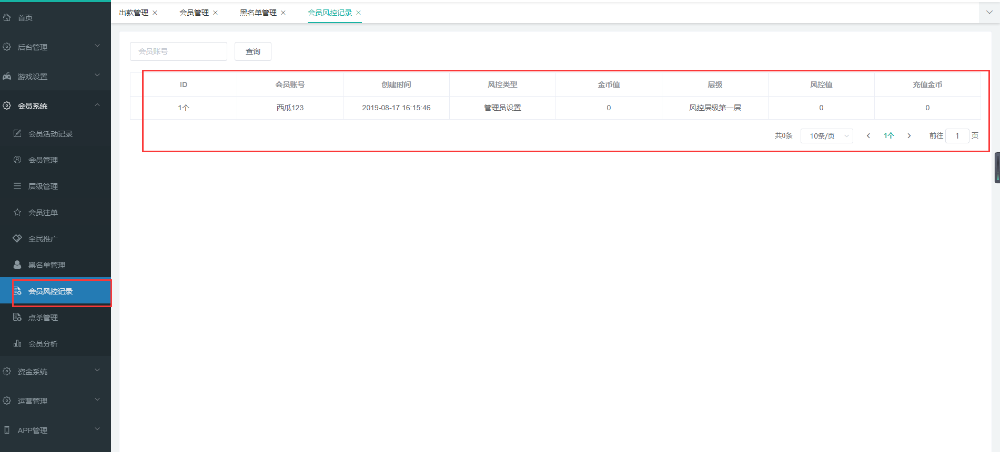 首页
后台管理
游戏设置
会员系统
会员活动记录
会员管理
层级管理
会员注单
全民推广
黑名单管理
会员风控记录
点杀管理
会员分析
资金系统
运营管理
APP管理
出款管理 会员管理 黑名单管理 会员风控记录
会员账号 查询
ID 会员账号 创建时间 风控类型 金币值 层级 风控值 充值金币
1个 西瓜123 2019-08-17 16:15:46 管理员设置 0 风控层级第一层 0 0
共0条 10条/页 1个 前往 1 页